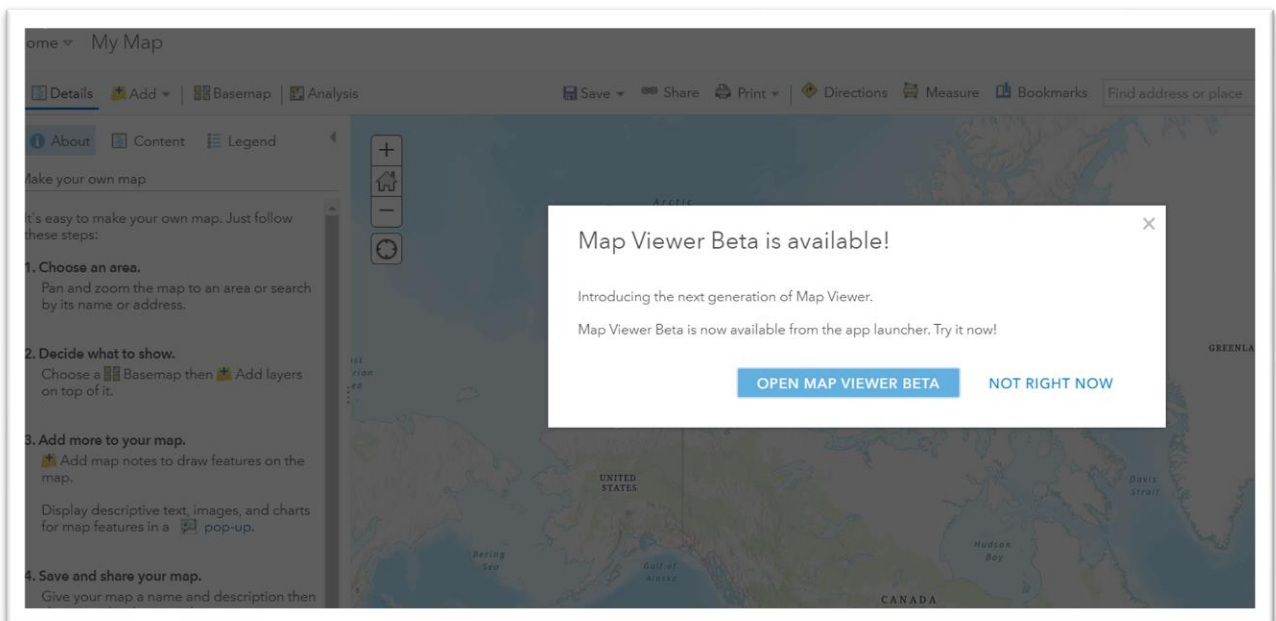 ome My Map
Details Add Basemap Analysis Save Share Print Directions Measure Bookmarks Find address or place
About Content Legend
Make your own map
It's easy to make your own map. Just follow
these steps:
1. Choose an area.
Pan and zoom the map to an area or search
by its name or address.
2. Decide what to show.
Choose a Basemap then Add layers
on top of it.
3. Add more to your map.
Add map notes to draw features on the
map.
Display descriptive text, images, and charts
for map features in a pop-up.
4. Save and share your map.
Give your map a name and description then
Arctic
Map Viewer Beta is available!
Introducing the next generation of Map Viewer.
Map Viewer Beta is now available from the app launcher. Try it now!
OPEN MAP VIEWER BETA NOT RIGHT NOW
GREENLA
UNITED
STATES
Davis
Strait
Bering
Sea
Hudson
Bay
Gulf of
Alaska
CANADA